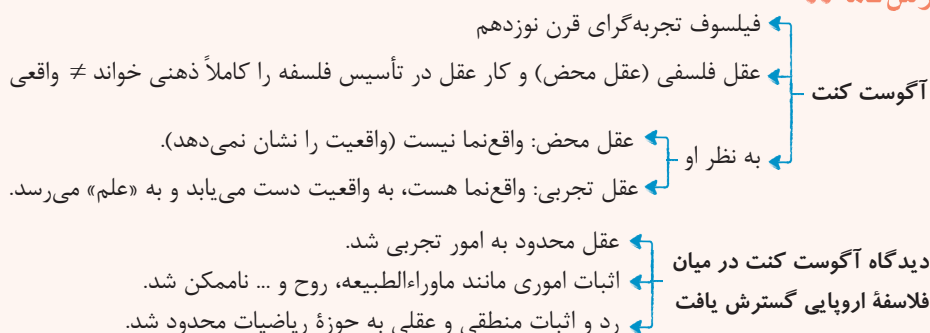 فیلسوف تجربه‌گرای قرن نوزدهم
عقل فلسفی (عقل محض) و کار عقل در تأسیس فلسفه را کاملاً ذهنی خواند ≠ واقعی
آگوست کنت
عقل محض: واقع‌نما نیست (واقعیت را نشان نمی‌دهد).
به نظر او
عقل تجربی: واقع‌نما هست، به واقعیت دست می‌یابد و به «علم» می‌رسد.
عقل محدود به امور تجربی شد.
دیدگاه آگوست کنت در میان
اثبات اموری مانند ماوراءالطبیعه، روح و ... ناممکن شد.
فلاسفهٔ اروپایی گسترش یافت
رد و اثبات منطقی و عقلی به حوزهٔ ریاضیات محدود شد.